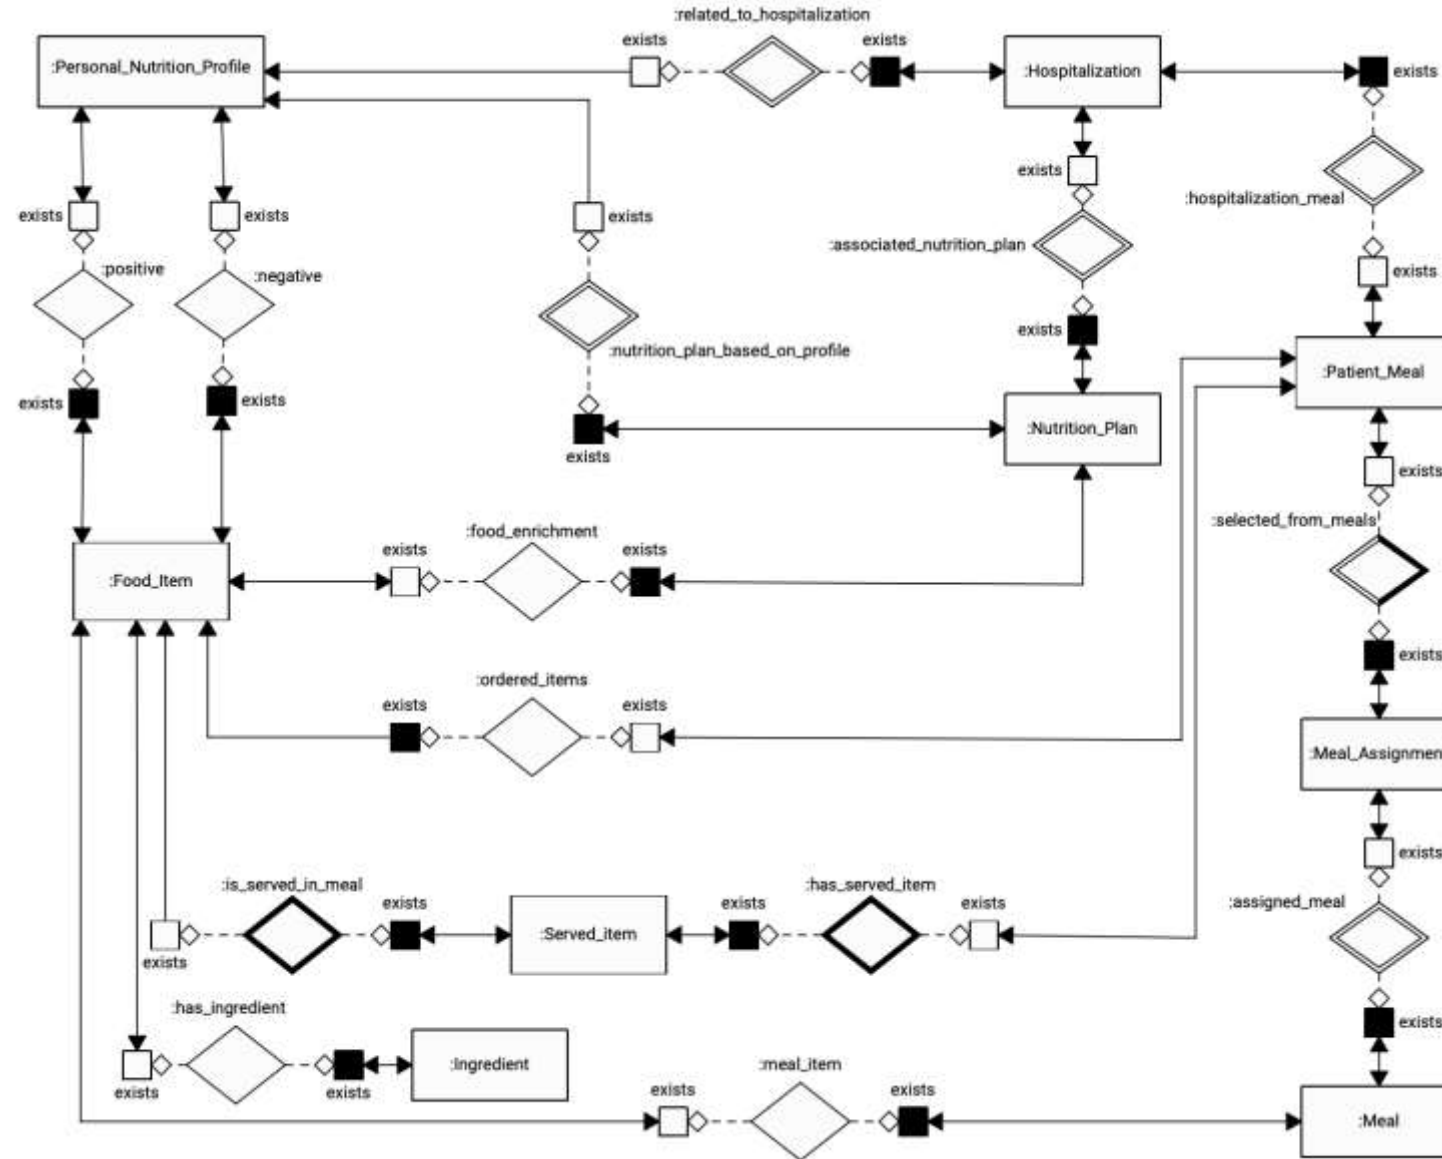 :related_to_hospitalization
exists
exists
:Personal_Nutrition_Profile
:Hospitalization
exists
exists
:hospitalization_meal
exists
exists
exists
:associated_nutrition_plan
exists
:positive
:negative
exists
exists
:nutrition_plan_based_on_profile
:Patient_Meal
exists
exists
:Nutrition_Plan
exists
exists
:selected_from_meals
:food_enrichment
exists
exists
:Food_Item
exists
:ordered_items
exists
exists
:Meal_Assignmen
exists
:is_served_in_meal
exists
:has_served_item
exists
exists
:assigned_meal
:Served_item
exists
:has_ingredient
exists
:Ingredient
:meal_item
exists
exists
exists
exists
:Meal